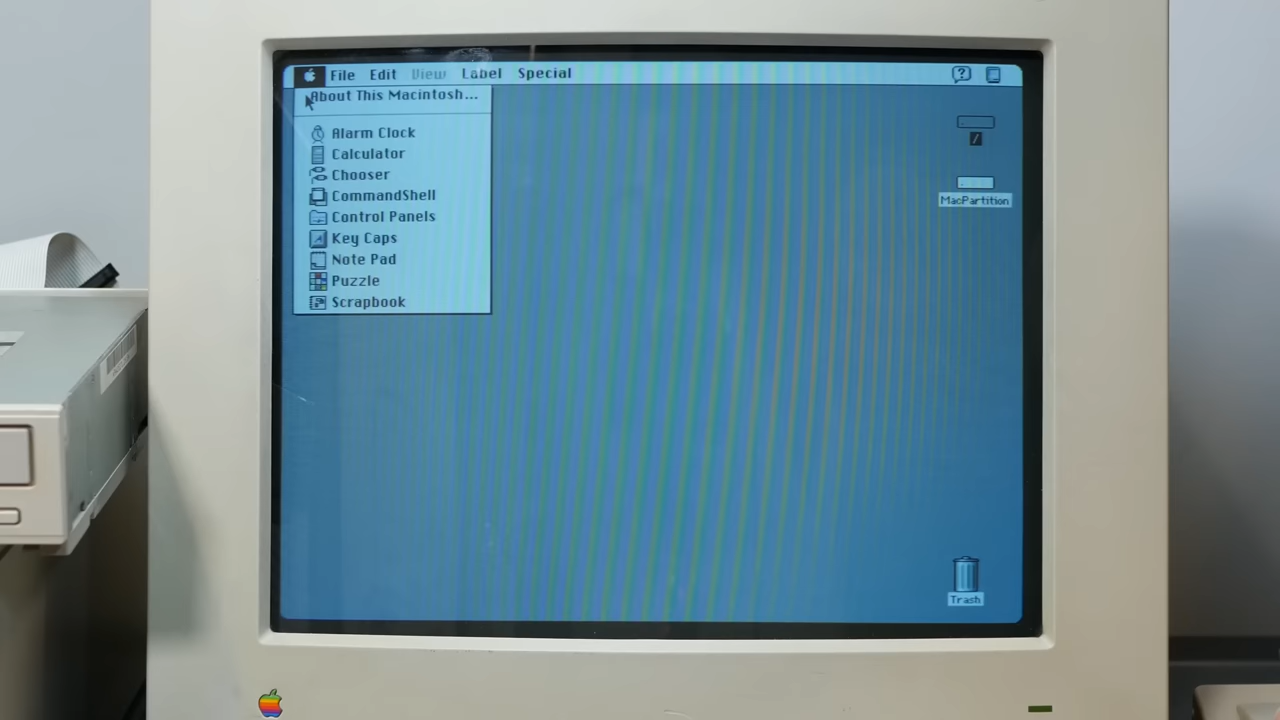 File Edit View Label Special
About This Macintosh...
Alarm Clock
Calculator
Chooser
CommandShell
Control Panels
Key Caps
Note Pad
Puzzle
Scrapbook
/
MacPartition
Trash